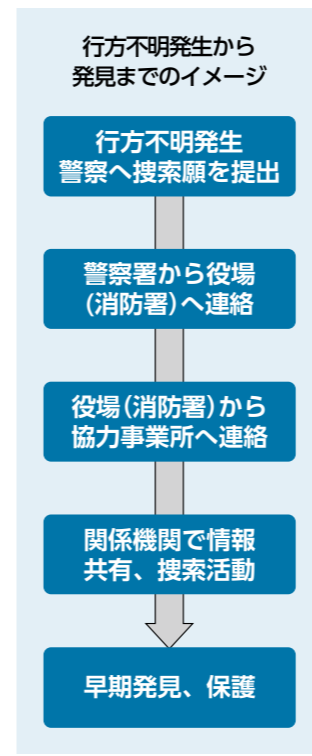 行方不明発生から
発見までのイメージ
行方不明発生
警察へ捜索願を提出
警察署から役場
(消防署)へ連絡
役場(消防署)から
協力事業所へ連絡
関係機関で情報
共有、捜索活動
早期発見、保護